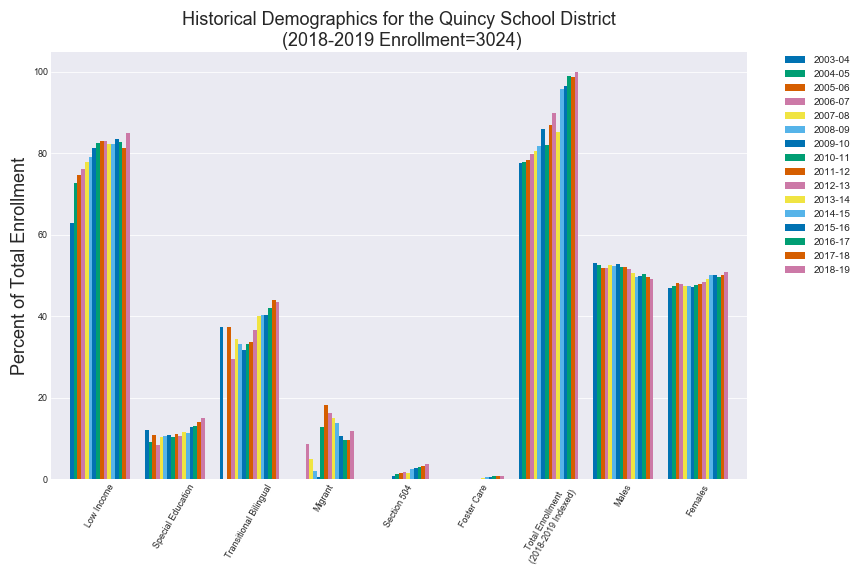 Historical Demographics for the Quincy School District
(2018-2019 Enrollment=3024)
Percent of Total Enrollment
100
80
60
40
20
0
Low Income
Special Education
Transitional Bilingual
Migrant
Section 504
Foster Care
Total Enrollment
(2018-2019 Indexed)
Males
Females
2003-04
2004-05
2005-06
2006-07
2007-08
2008-09
2009-10
2010-11
2011-12
2012-13
2013-14
2014-15
2015-16
2016-17
2017-18
2018-19